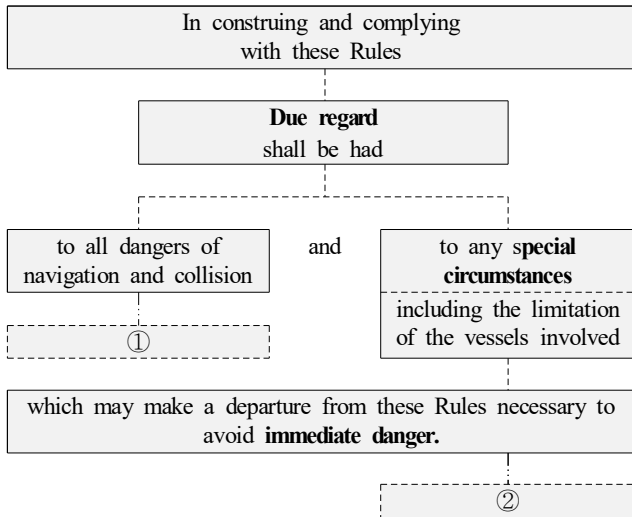 In construing and complying
with these Rules
Due regard
shall be had
to all dangers of
navigation and collision
and
to any special
circumstances
including the limitation
of the vessels involved
①
which may make a departure from these Rules necessary to
avoid immediate danger.
②